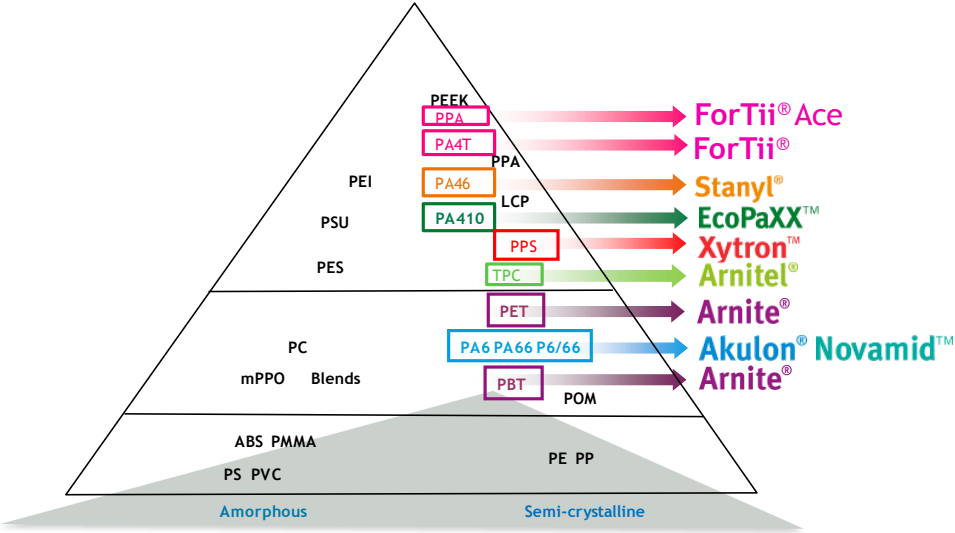 PEEK
PPA
ForTii® Ace
PA4T
ForTii®
PPA
PEI
PA46
Stanyl®
LCP
PSU
PA410
EcoPaXX™
PPS
Xytron™
PES
TPC
Arnitel®
PET
Arnite®
PC
PA6 PA66 P6/66
Akulon® Novamid™
mPPO Blends
PBT
Arnite®
POM
ABS PMMA
PE PP
PS PVC
Amorphous
Semi-crystalline